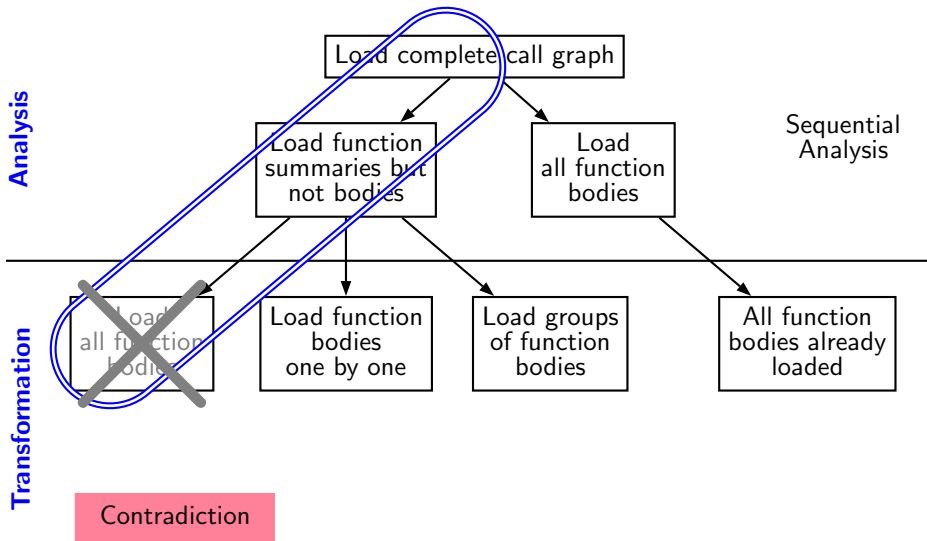 Load complete call graph
Analysis
Load function
summaries but
not bodies
Load
all function
bodies
Sequential
Analysis
Transformation
Load
all function
bodies
Load function
bodies
one by one
Load groups
of function
bodies
All function
bodies already
loaded
Contradiction